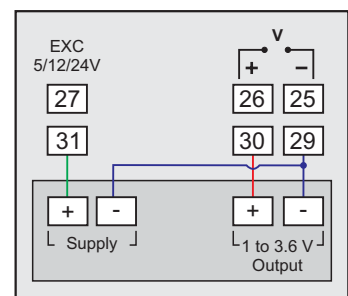 V
EXC
5/12/24V
+ −
27 26 25
31 30 29
+ - + -
Supply 1 to 3.6 V
Output